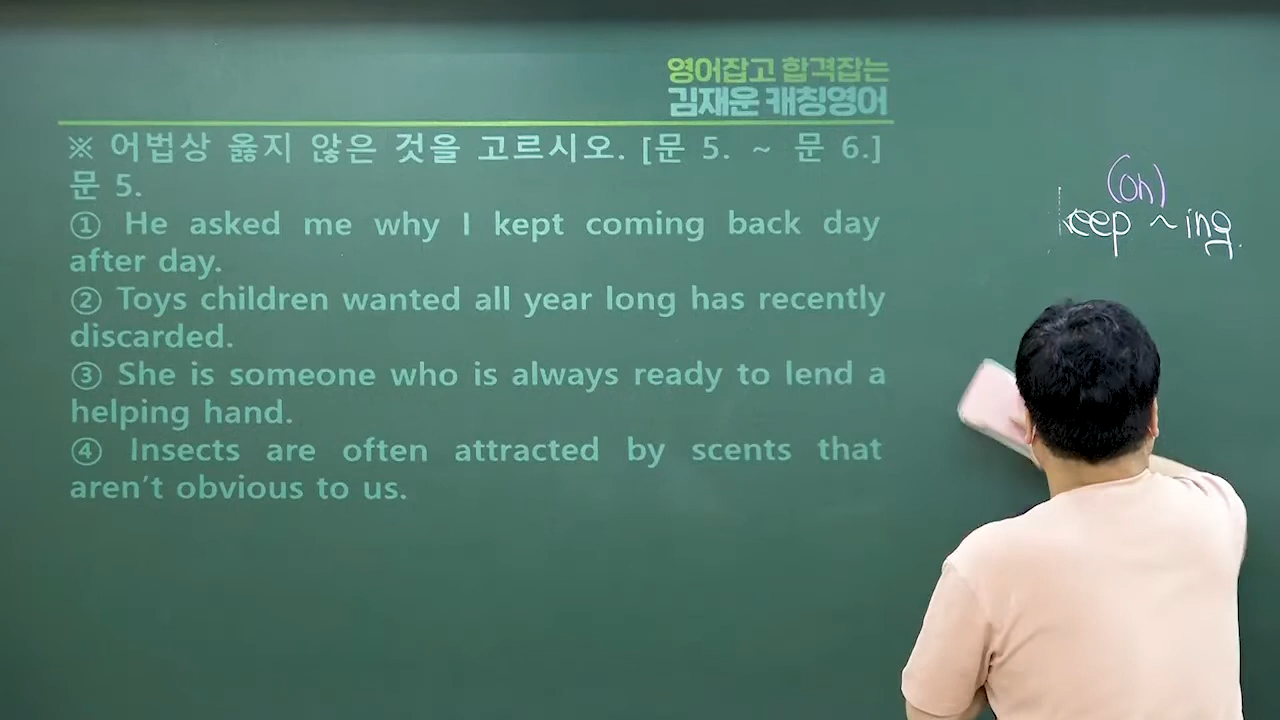 영어잡고 합격잡는
김재운 캐칭영어
※ 어법상 옳지 않은 것을 고르시오. [문 5. ~ 문 6.]
문 5.
① He asked me why I kept coming back day
after day.
② Toys children wanted all year long has recently
discarded.
③ She is someone who is always ready to lend a
helping hand.
④ Insects are often attracted by scents that
aren't obvious to us.
(on)
keep ~ing